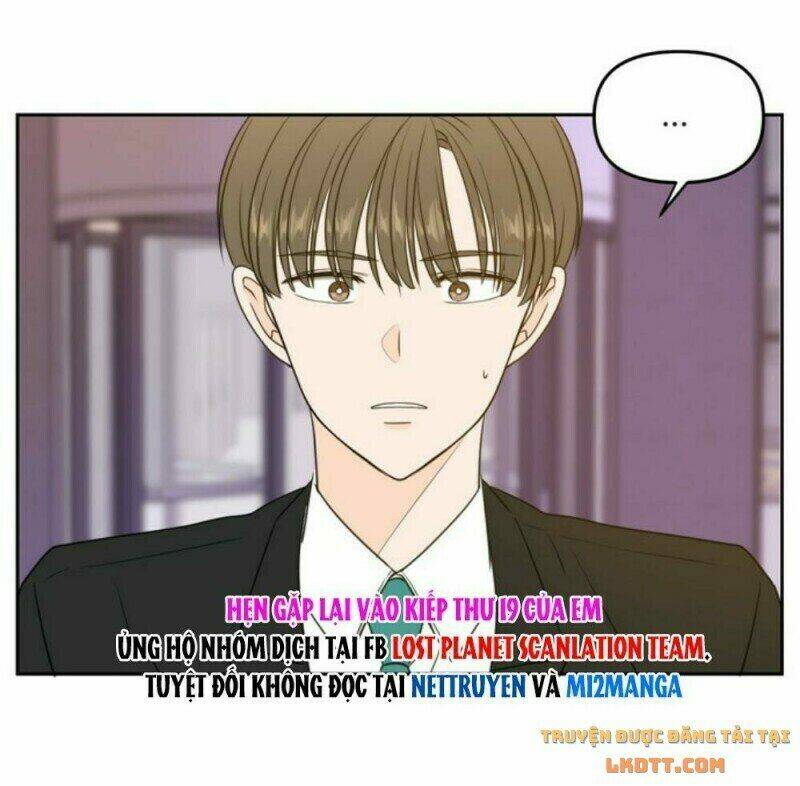 ...
HẸN GẶP LẠI VÀO KIẾP THƯ 19 CỦA EM
ỦNG HỘ NHÓM DỊCH TẠI FB LOST PLANET SCANLATION TEAM.
TUYỆT ĐỐI KHÔNG ĐỌC TẠI NETTRUYEN VÀ MI2MANGA
TRUYỆN ĐƯỢC ĐĂNG TẢI TẠI
LKDTT.COM